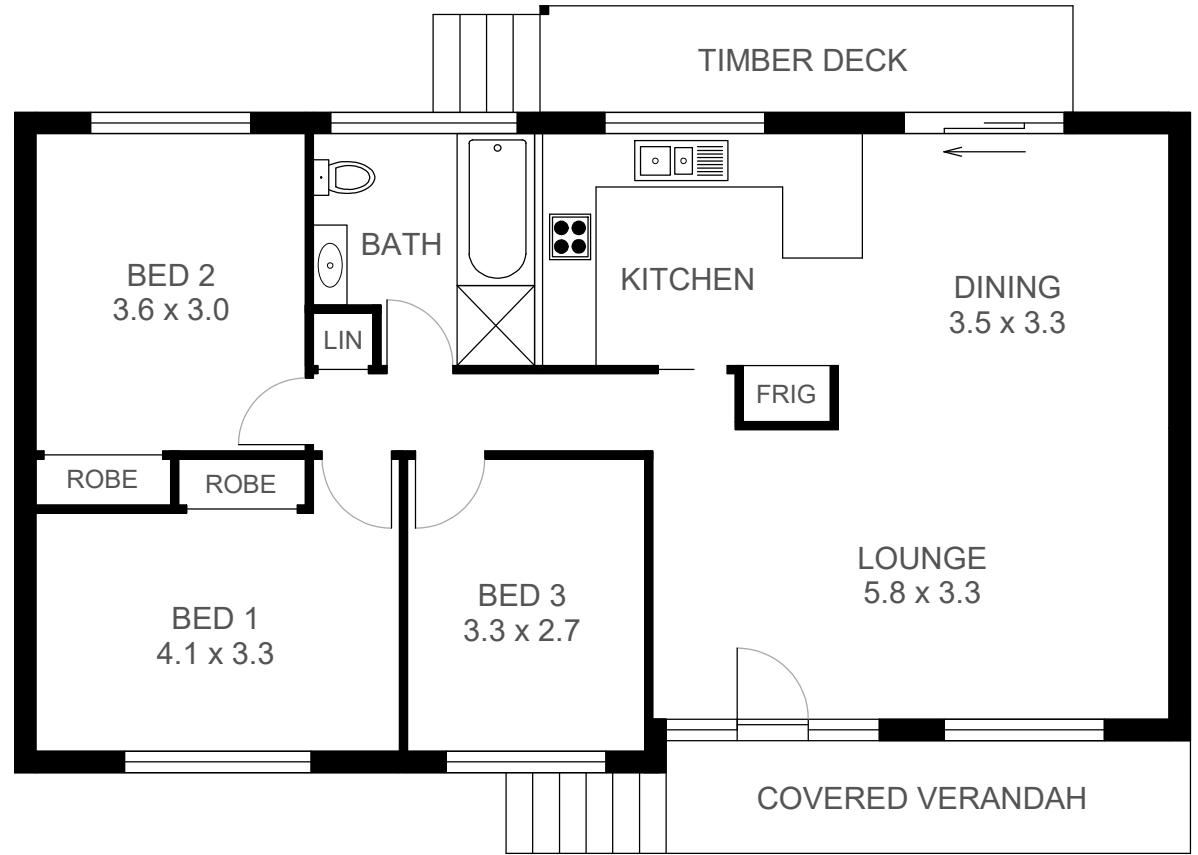 TIMBER DECK
BATH
BED 2
3.6 x 3.0
KITCHEN
DINING
3.5 x 3.3
LIN
FRIG
ROBE
ROBE
LOUNGE
5.8 x 3.3
BED 1
4.1 x 3.3
BED 3
3.3 x 2.7
COVERED VERANDAH